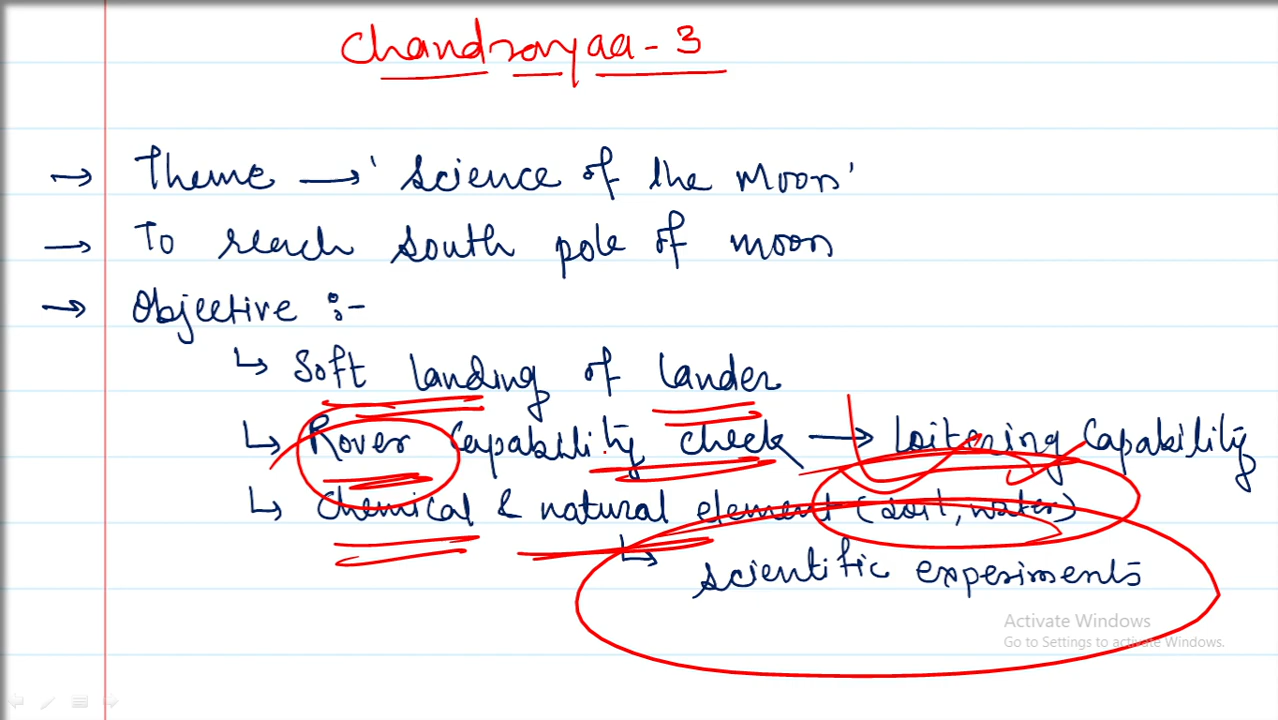 Chandrayaa-3
→ Theme → 'Science of the Moon'
→ To reach south pole of moon
→ Objective :-
↳ Soft landing of lander
↳ Rover Capability check → Loitering Capability
↳ Chemical & natural element (soil, water)
↳ scientific experiments
Activate Windows
Go to Settings to activate Windows.